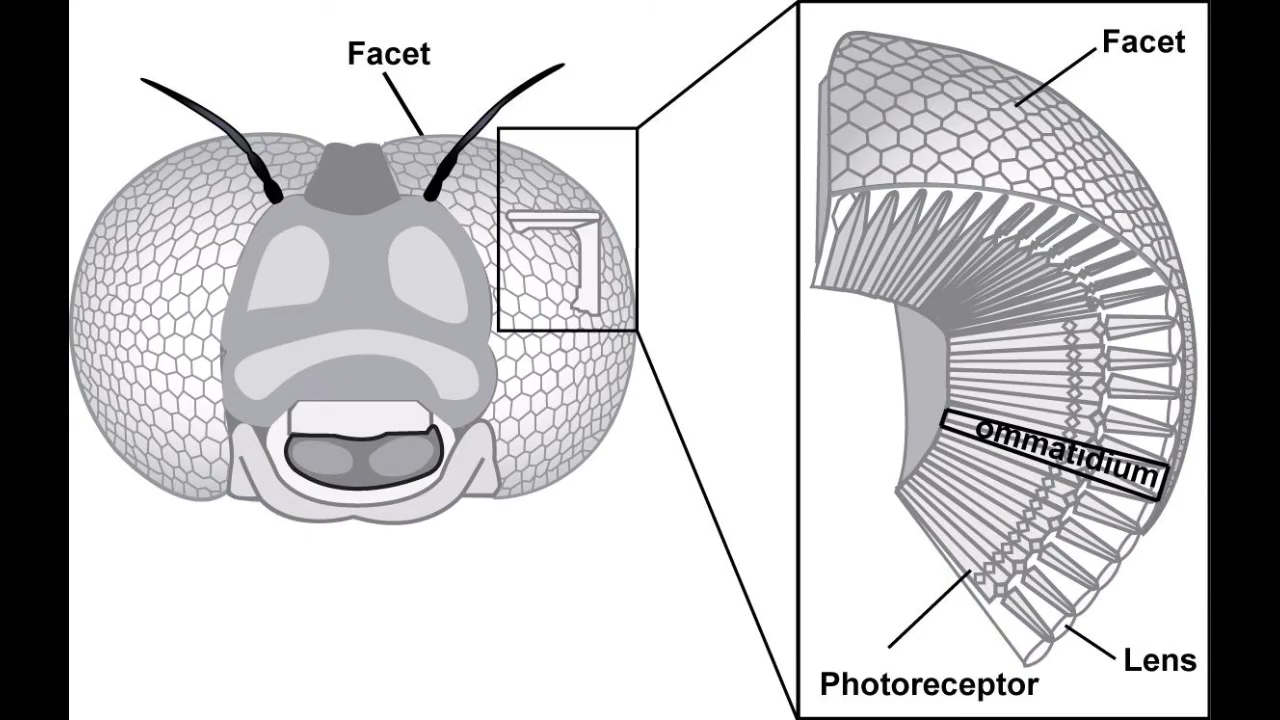 Facet
Facet
ommatidium
Photoreceptor
Lens